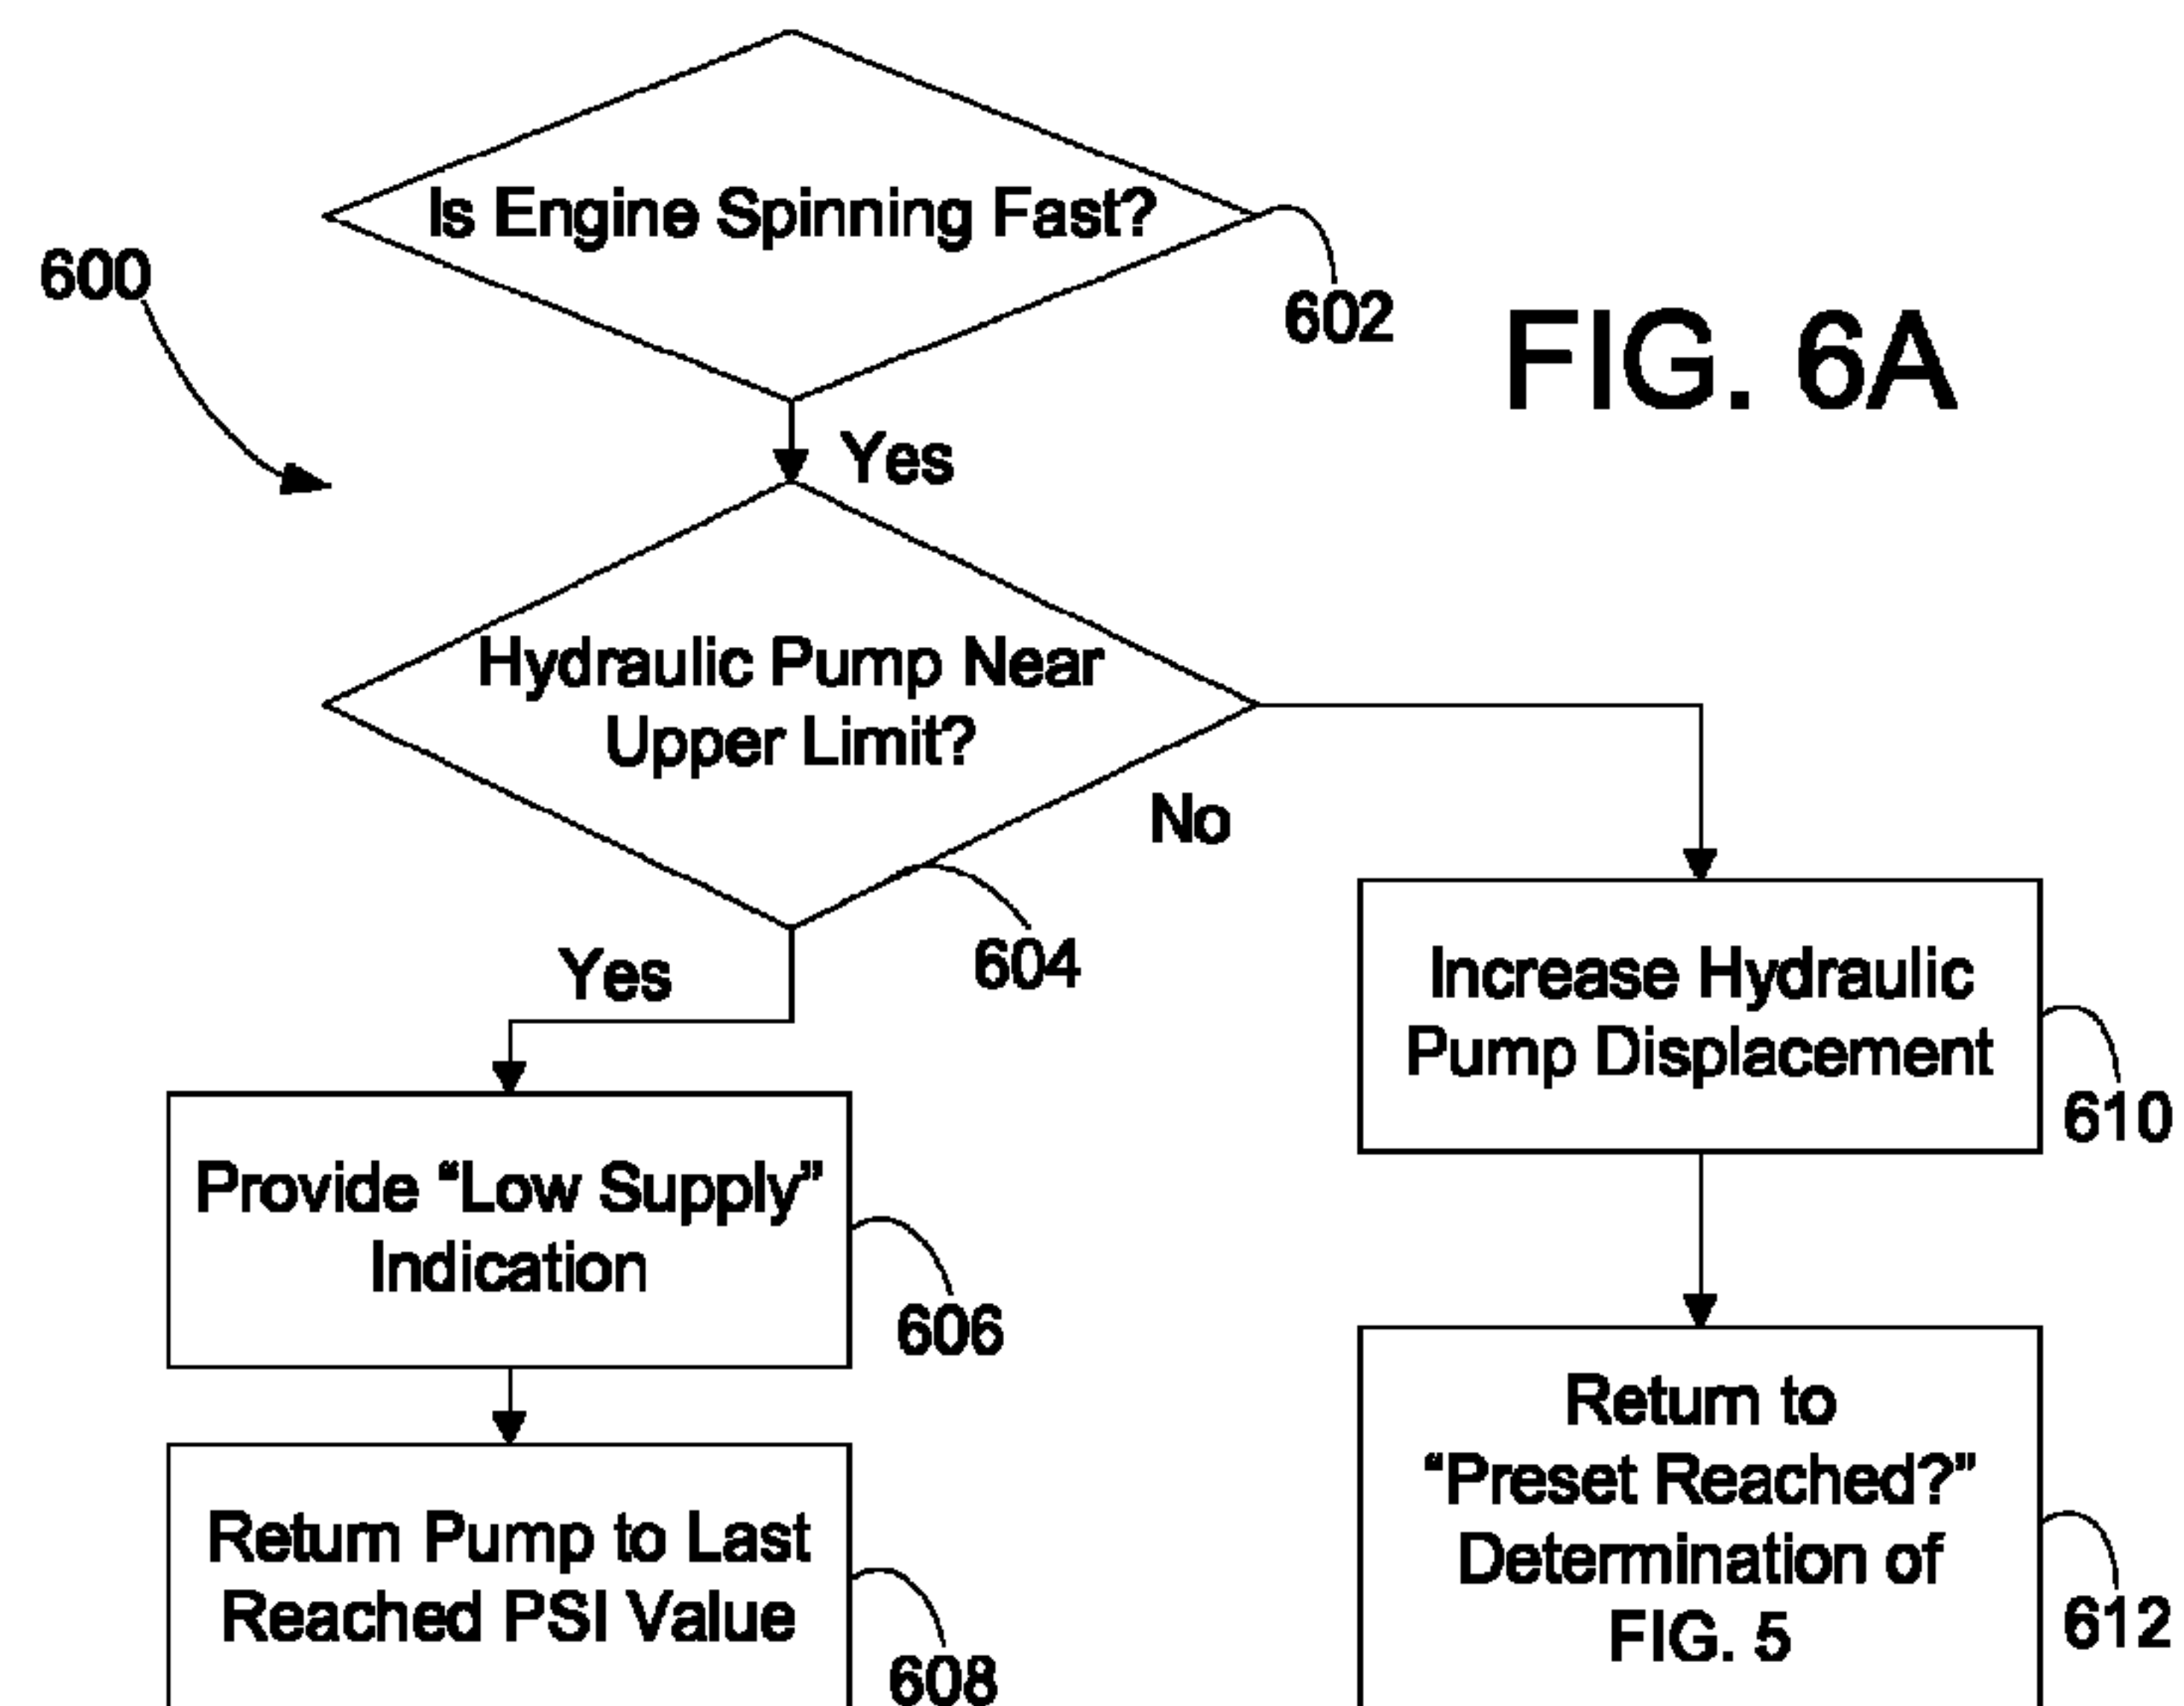 Is Engine Spinning Fast?
600
602
FIG. 6A
Yes
Hydraulic Pump Near
Upper Limit?
No
604
Yes
Increase Hydraulic
Pump Displacement
610
Provide “Low Supply”
Indication
606
Return to
“Preset Reached?”
Determination of
FIG. 5
612
Return Pump to Last
Reached PSI Value
608